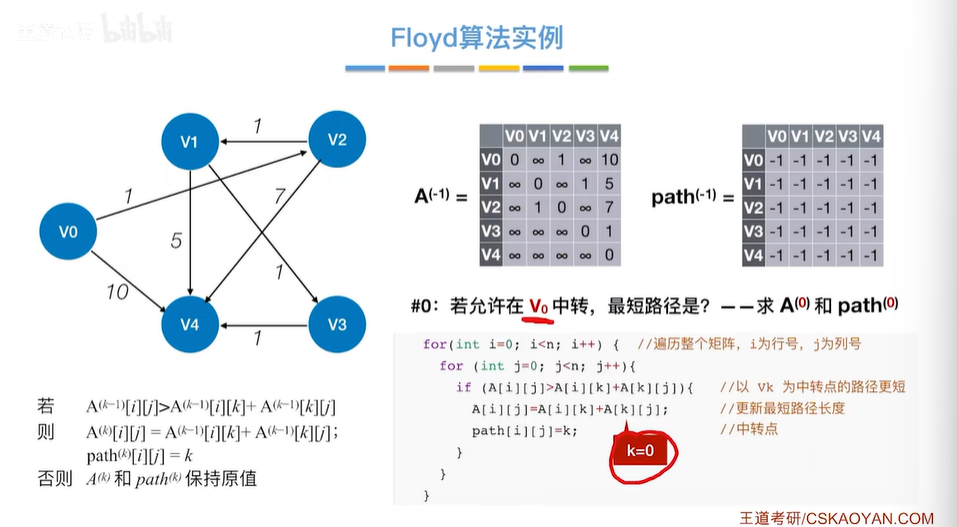 王道考研 bilibili
Floyd算法实例
V1
V2
V0
V4
V3
1
1
7
5
10
1
1
A(-1) =
V0 V1 V2 V3 V4
V0 0 ∞ 1 ∞ 10
V1 ∞ 0 ∞ 1 5
V2 ∞ 1 0 ∞ 7
V3 ∞ ∞ ∞ 0 1
V4 ∞ ∞ ∞ ∞ 0
path(-1) =
V0 V1 V2 V3 V4
V0 -1 -1 -1 -1 -1
V1 -1 -1 -1 -1 -1
V2 -1 -1 -1 -1 -1
V3 -1 -1 -1 -1 -1
V4 -1 -1 -1 -1 -1
#0：若允许在 V0 中转，最短路径是？——求 A(0) 和 path(0)
for(int i=0; i<n; i++) { //遍历整个矩阵，i为行号，j为列号
for (int j=0; j<n; j++){
if (A[i][j]>A[i][k]+A[k][j]){ //以 Vk 为中转点的路径更短
A[i][j]=A[i][k]+A[k][j]; //更新最短路径长度
path[i][j]=k; //中转点
}
}
}
k=0
若 A(k−1)[i][j]>A(k−1)[i][k]+ A(k−1)[k][j]
则 A(k)[i][j] = A(k−1)[i][k]+ A(k−1)[k][j];
path(k)[i][j] = k
否则 A(k) 和 path(k) 保持原值
王道考研/CSKAOYAN.COM